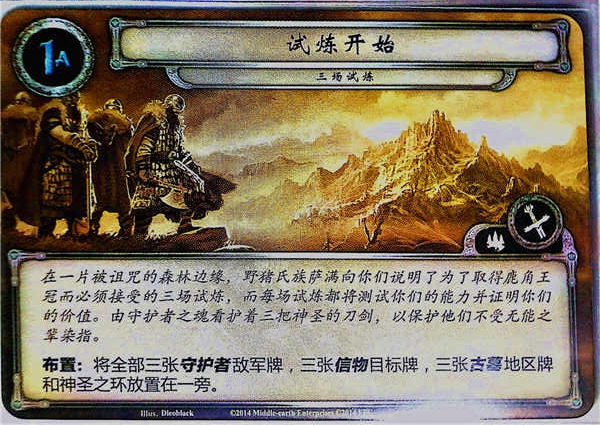 1A
试炼开始
三场试炼
在一片被诅咒的森林边缘，野猪氏族萨满向你们说明了为了取得鹿角王
冠而必须接受的三场试炼，而每场试炼都将测试你们的能力并证明你们
的价值。由守护者之魂看护着三把神圣的刀剑，以保护他们不受无能之
辈染指。
布置：将全部三张守护者敌军牌，三张信物目标牌，三张古墓地区牌
和神圣之环放置在一旁。
Illus. Dleoblack ©2014 Middle-earth Enterprises ©2014 FFG